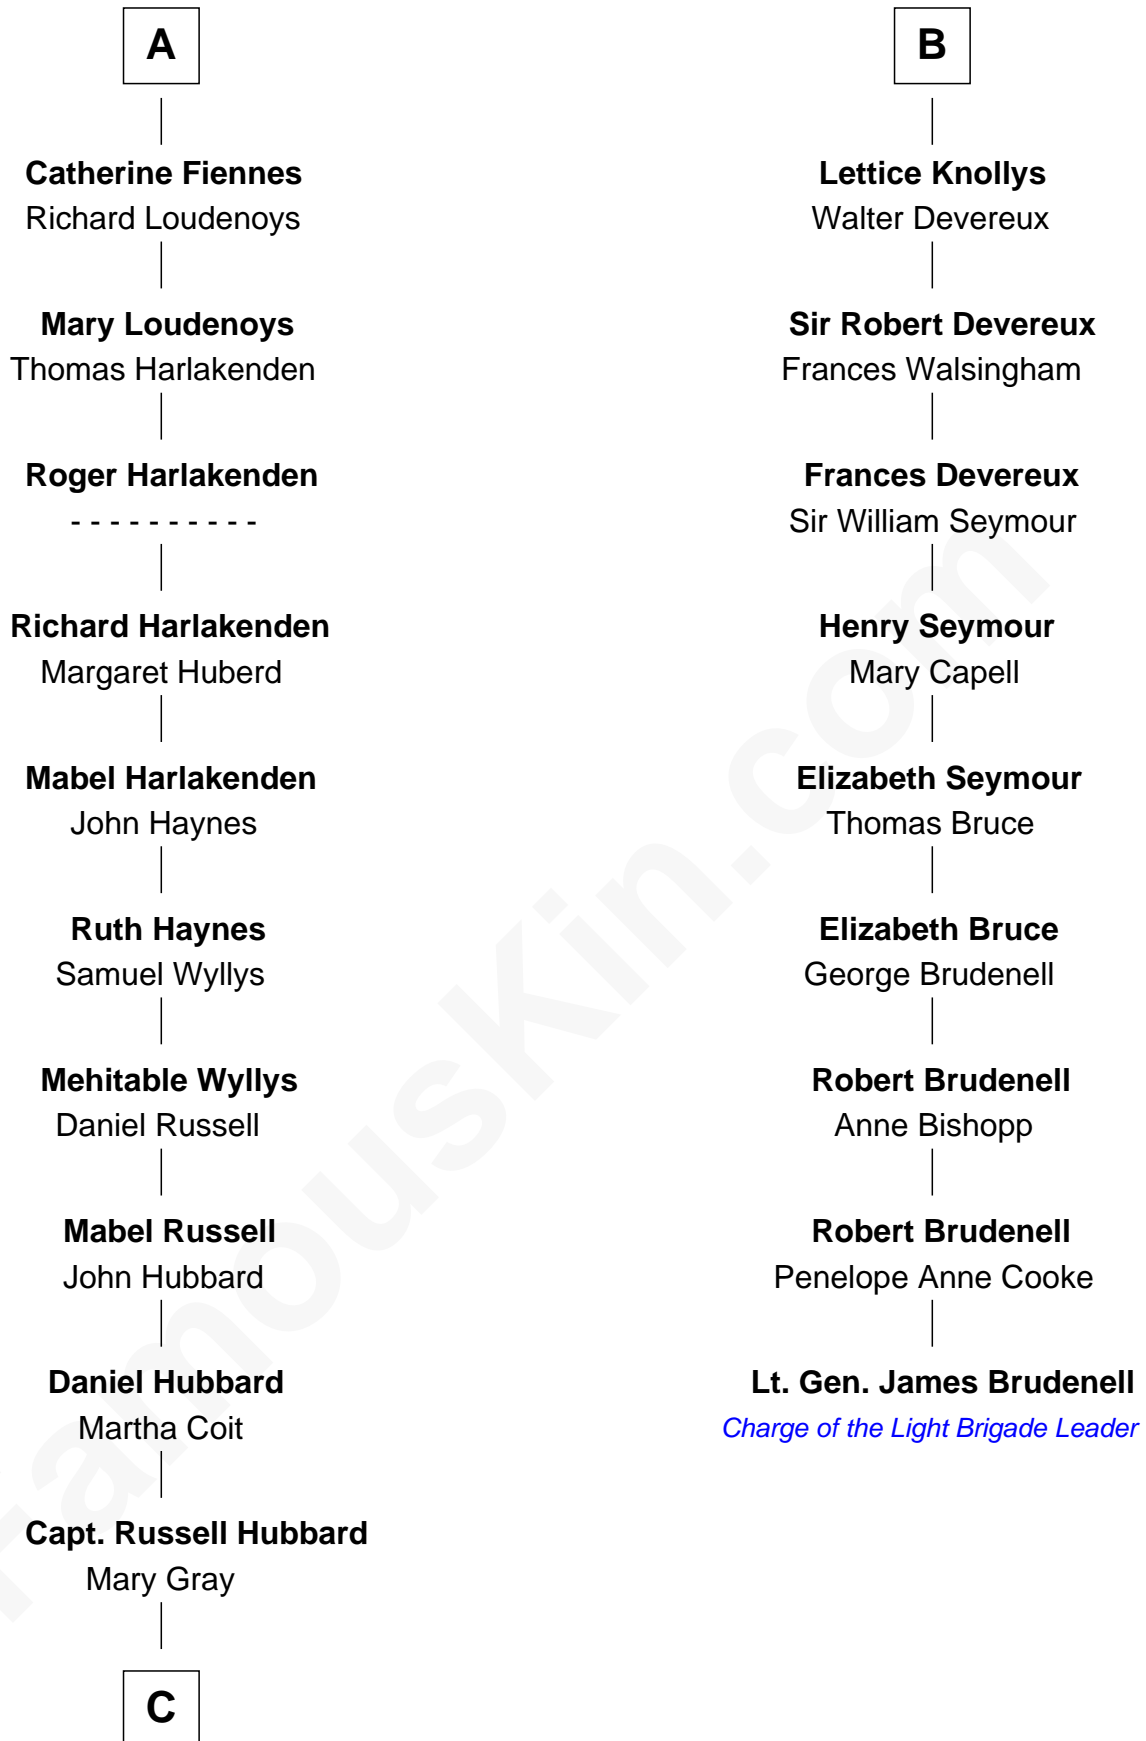 A
Catherine Fiennes
Richard Loudenoys
Mary Loudenoys
Thomas Harlakenden
Roger Harlakenden
- - - - - - - - - -
Richard Harlakenden
Margaret Huberd
Mabel Harlakenden
John Haynes
Ruth Haynes
Samuel Wyllys
Mehitable Wyllys
Daniel Russell
Mabel Russell
John Hubbard
Daniel Hubbard
Martha Coit
Capt. Russell Hubbard
Mary Gray
C
B
Lettice Knollys
Walter Devereux
Sir Robert Devereux
Frances Walsingham
Frances Devereux
Sir William Seymour
Henry Seymour
Mary Capell
Elizabeth Seymour
Thomas Bruce
Elizabeth Bruce
George Brudenell
Robert Brudenell
Anne Bishopp
Robert Brudenell
Penelope Anne Cooke
Lt. Gen. James Brudenell
Charge of the Light Brigade Leader
FamousKin.com